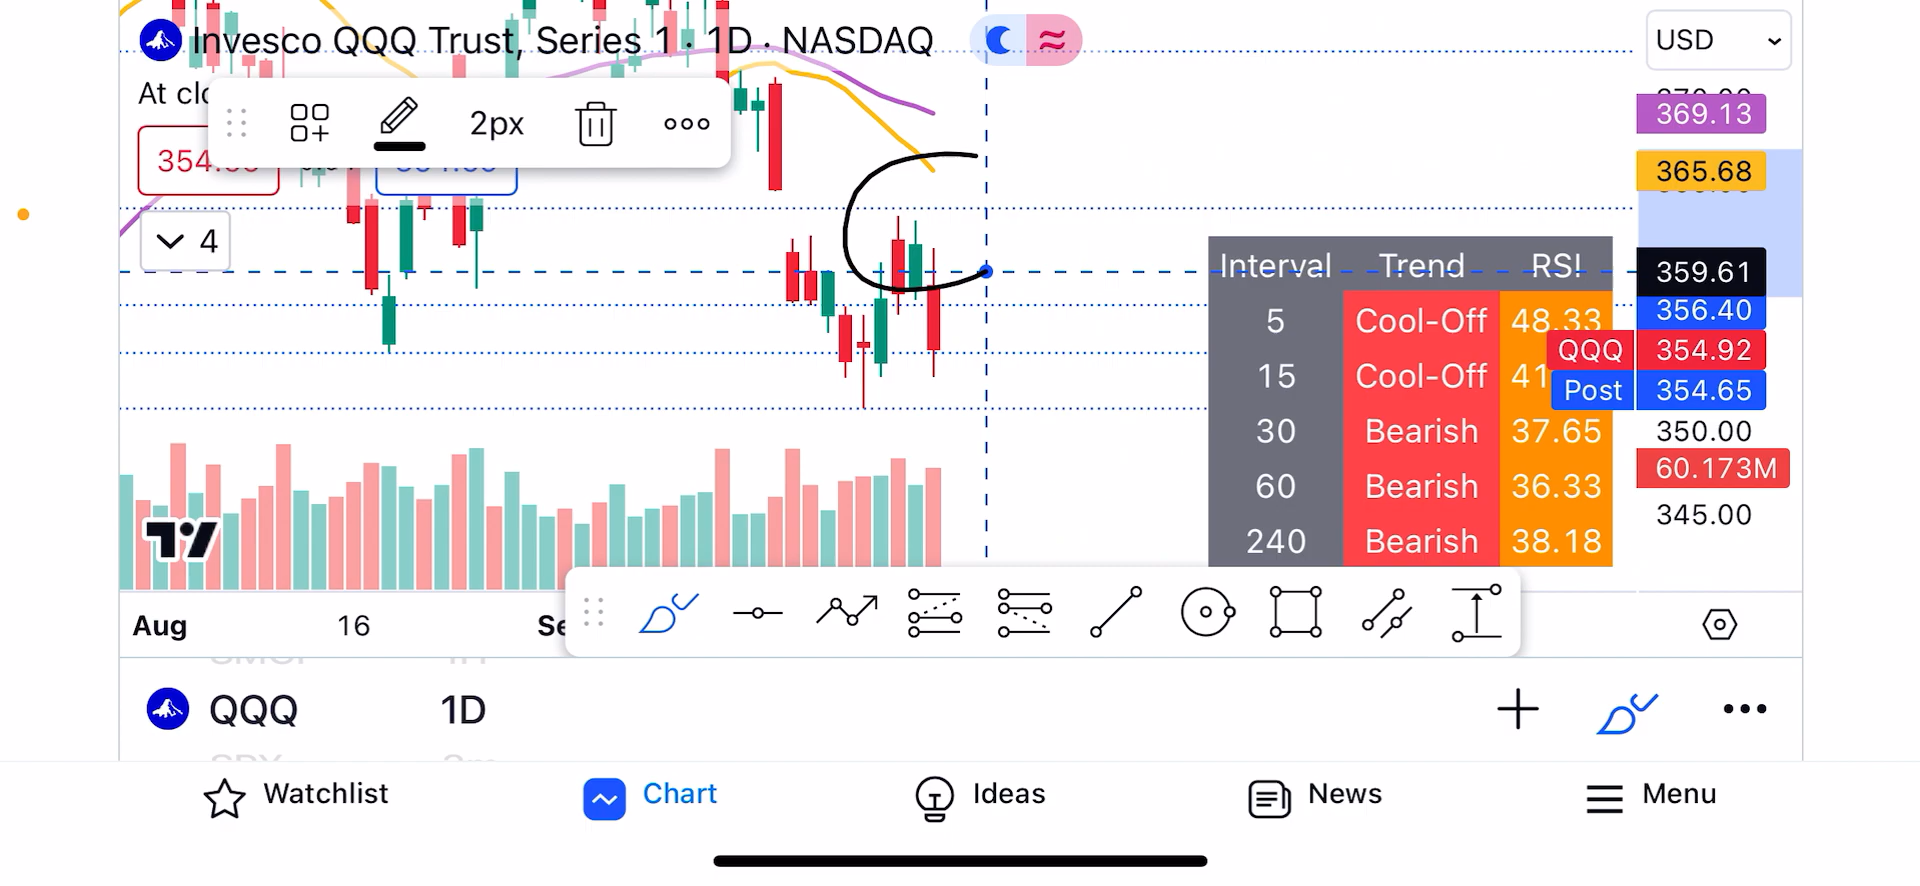 Invesco QQQ Trust, Series 1 · 1D · NASDAQ
USD
At clo
369.13
2px
354.
365.68
4
Interval Trend RSI
359.61
5 Cool-Off 48.33
356.40
QQQ 354.92
15 Cool-Off 41
Post 354.65
30 Bearish 37.65
350.00
60.173M
60 Bearish 36.33
345.00
240 Bearish 38.18
Aug 16 Se
QQQ 1D
Watchlist Chart Ideas News Menu